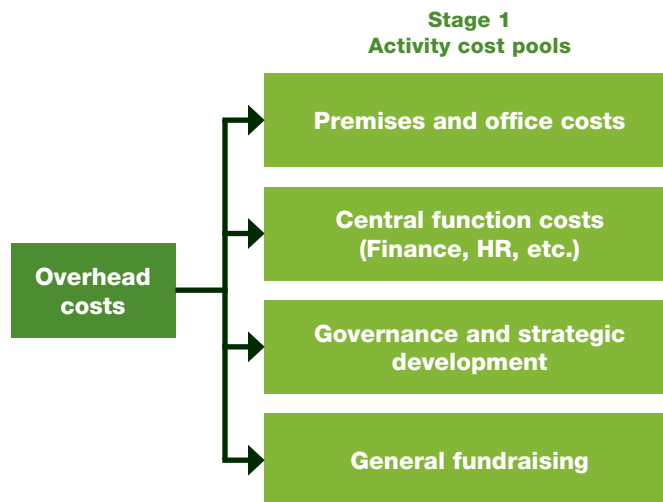 Stage 1
Activity cost pools
Premises and office costs
Central function costs
(Finance, HR, etc.)
Overhead
costs
Governance and strategic
development
General fundraising